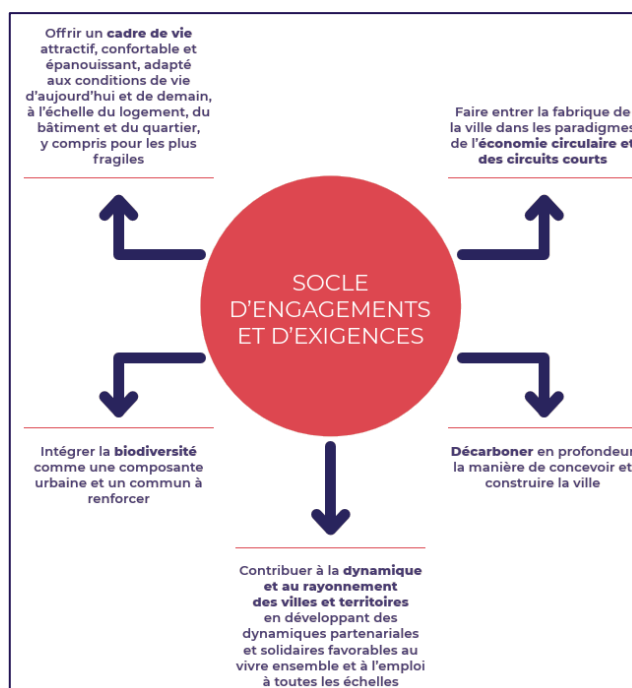 Offrir un cadre de vie
attractif, confortable et
épanouissant, adapté
aux conditions de vie
d'aujourd'hui et de demain,
à l'échelle du logement, du
bâtiment et du quartier,
y compris pour les plus
fragiles
Faire entrer la fabrique de
la ville dans les paradigmes
de l'économie circulaire et
des circuits courts
SOCLE
D'ENGAGEMENTS
ET D'EXIGENCES
Intégrer la biodiversité
comme une composante
urbaine et un commun à
renforcer
Décarboner en profondeur
la manière de concevoir et
construire la ville
Contribuer à la dynamique
et au rayonnement
des villes et territoires
en développant des
dynamiques partenariales
et solidaires favorables au
vivre ensemble et à l'emploi
à toutes les échelles